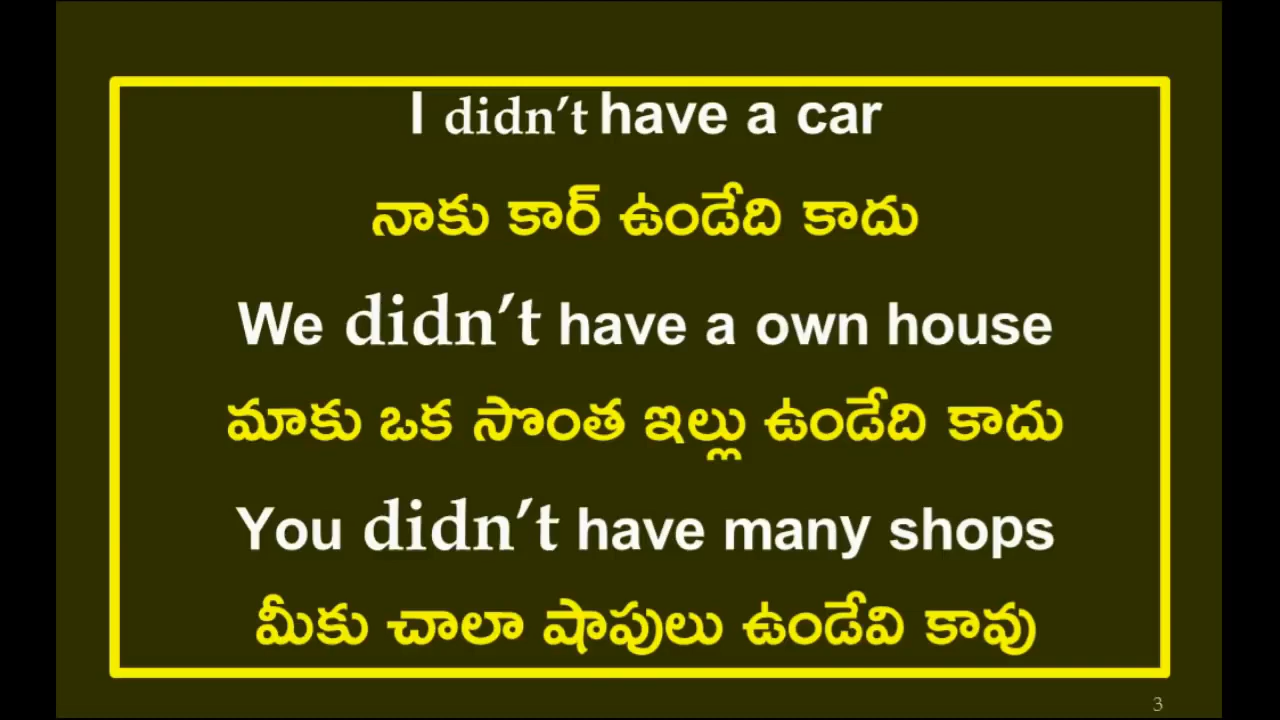 I didn't have a car
నాకు కార్ ఉండేది కాదు
We didn't have a own house
మాకు ఒక సొంత ఇల్లు ఉండేది కాదు
You didn't have many shops
మీకు చాలా షాపులు ఉండేవి కావు
3